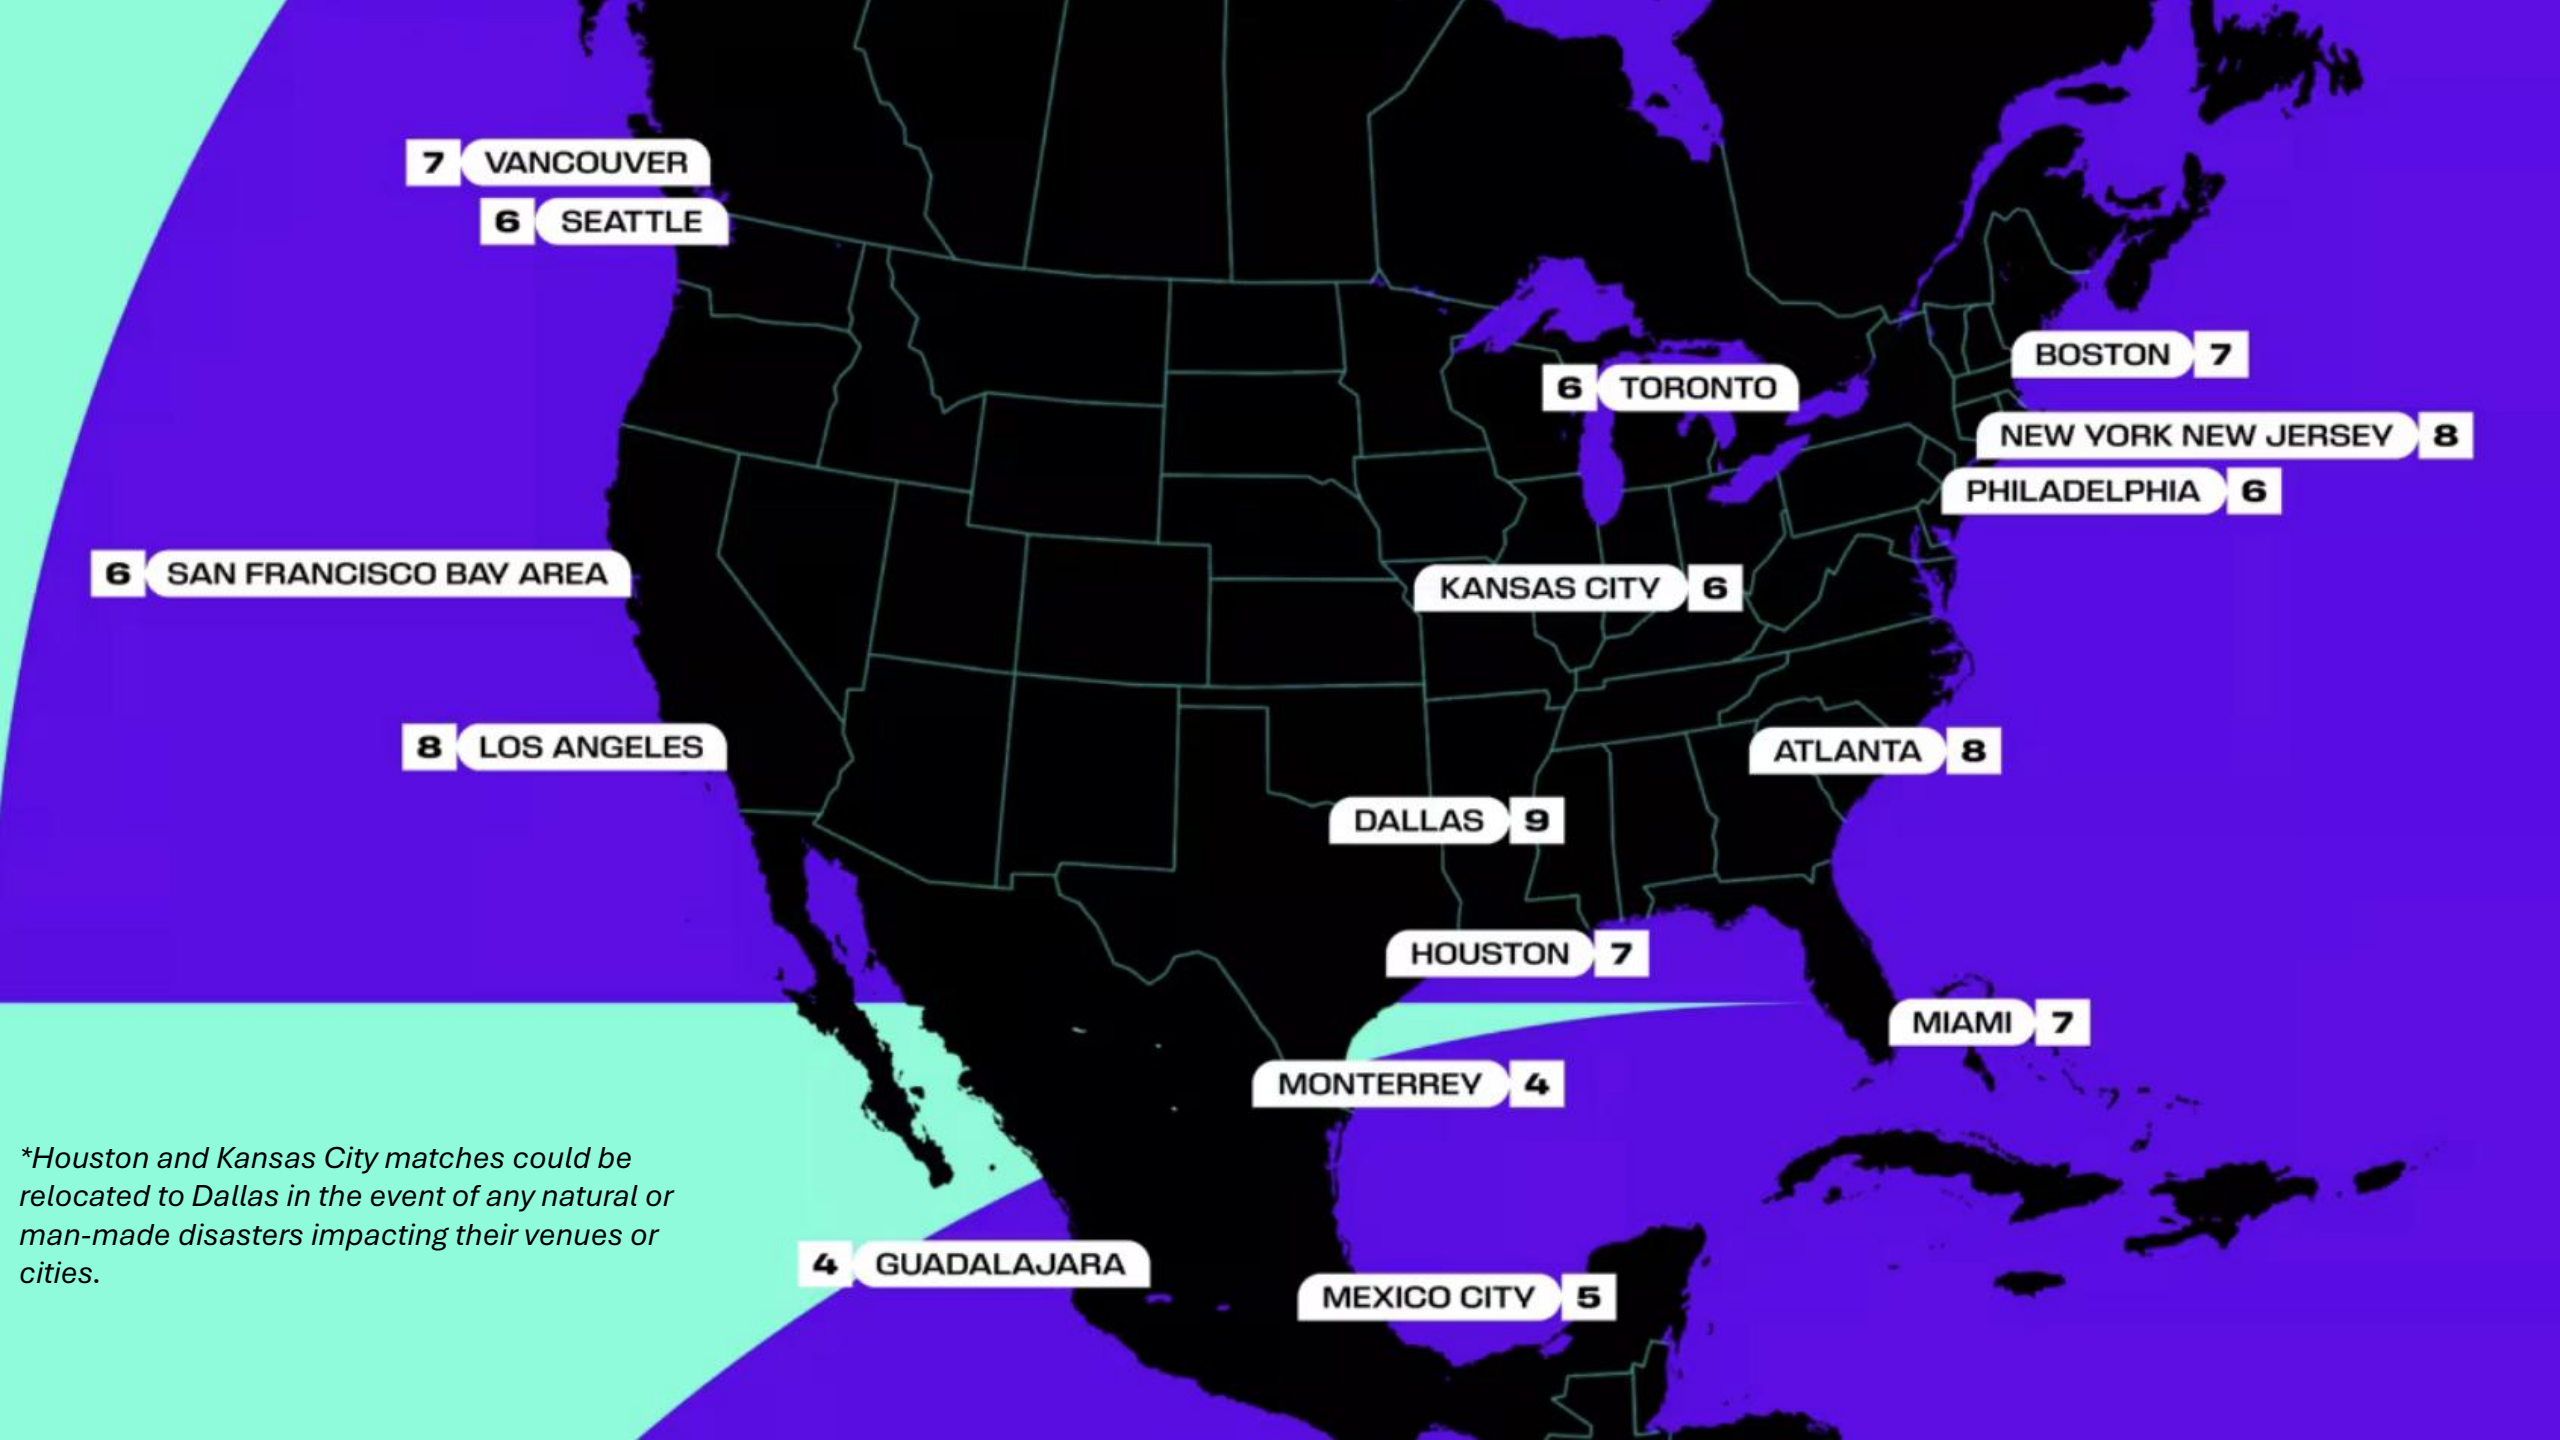 7 VANCOUVER
6 SEATTLE
BOSTON 7
6 TORONTO
NEW YORK NEW JERSEY 8
PHILADELPHIA 6
6 SAN FRANCISCO BAY AREA
KANSAS CITY 6
8 LOS ANGELES
ATLANTA 8
DALLAS 9
HOUSTON 7
MIAMI 7
MONTERREY 4
*Houston and Kansas City matches could be
relocated to Dallas in the event of any natural or
man-made disasters impacting their venues or
cities.
4 GUADALAJARA
MEXICO CITY 5